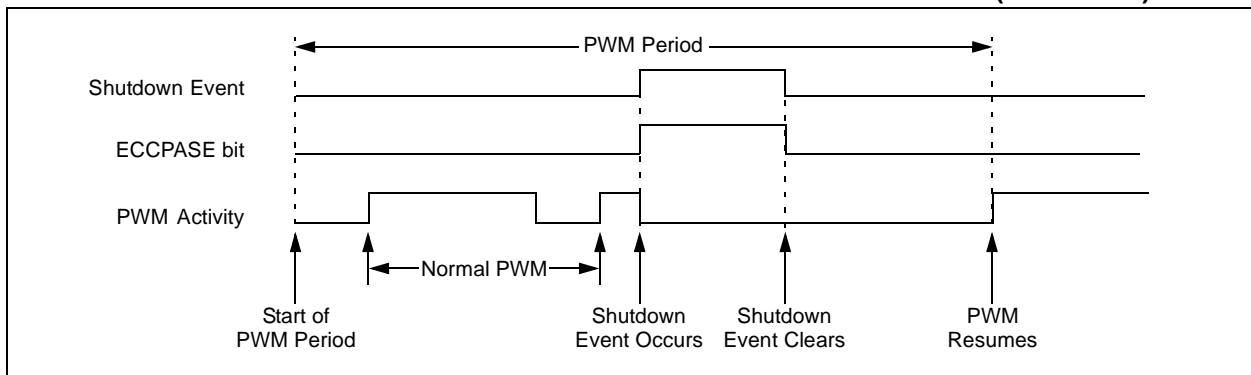 PWM Period
Shutdown Event
ECCPASE bit
PWM Activity
Normal PWM
Start of
PWM Period
Shutdown
Event Occurs
Shutdown
Event Clears
PWM
Resumes